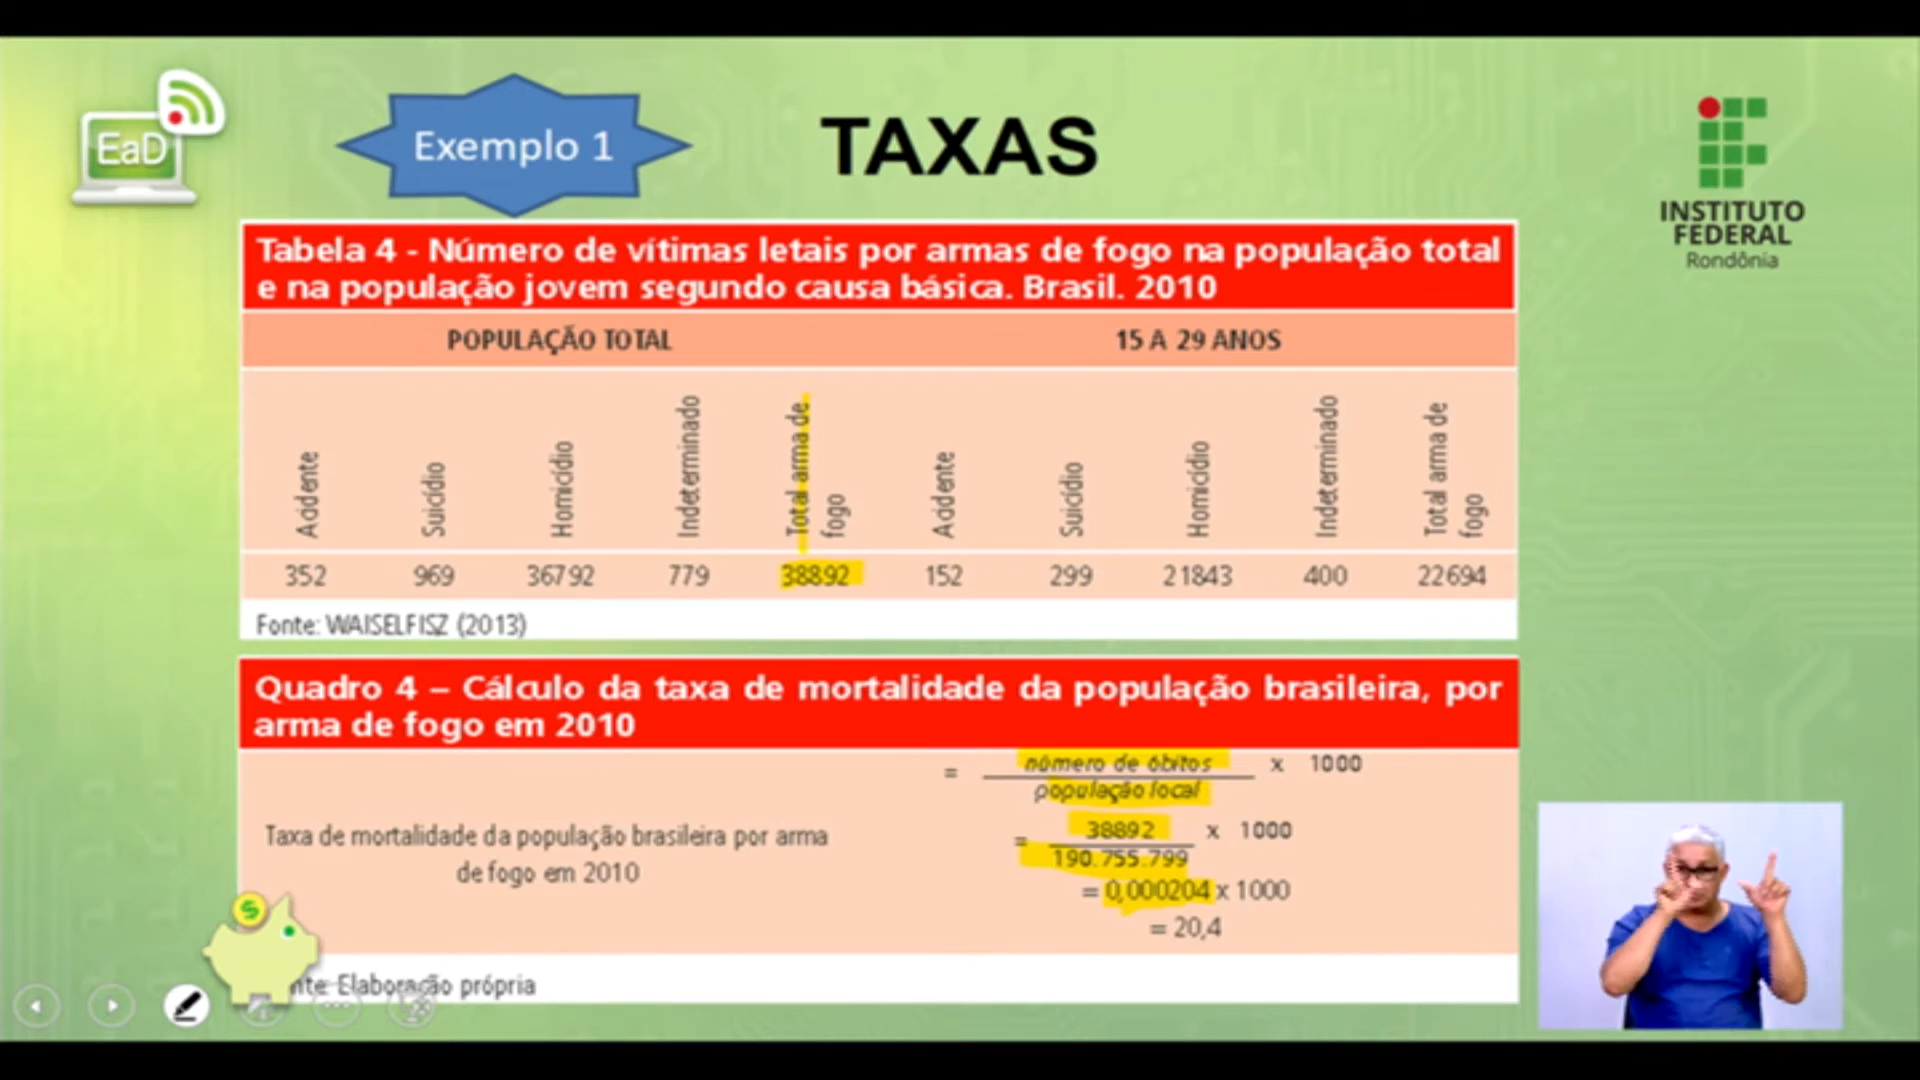 EaD
Exemplo 1
TAXAS
INSTITUTO
FEDERAL
Rondônia
Tabela 4 - Número de vítimas letais por armas de fogo na população total
e na população jovem segundo causa básica. Brasil. 2010
POPULAÇÃO TOTAL 15 A 29 ANOS
Acidente Suicídio Homicídio Indeterminado Total arma de fogo Acidente Suicídio Homicídio Indeterminado Total arma de fogo
352 969 36792 779 38892 152 299 21843 400 22694
Fonte: WAISELFISZ (2013)
Quadro 4 – Cálculo da taxa de mortalidade da população brasileira, por
arma de fogo em 2010
Taxa de mortalidade da população brasileira por arma
de fogo em 2010
= número de óbitos x 1000
população local
= 38892 x 1000
190.755.799
= 0,000204 x 1000
= 20,4
nte: Elaboração própria